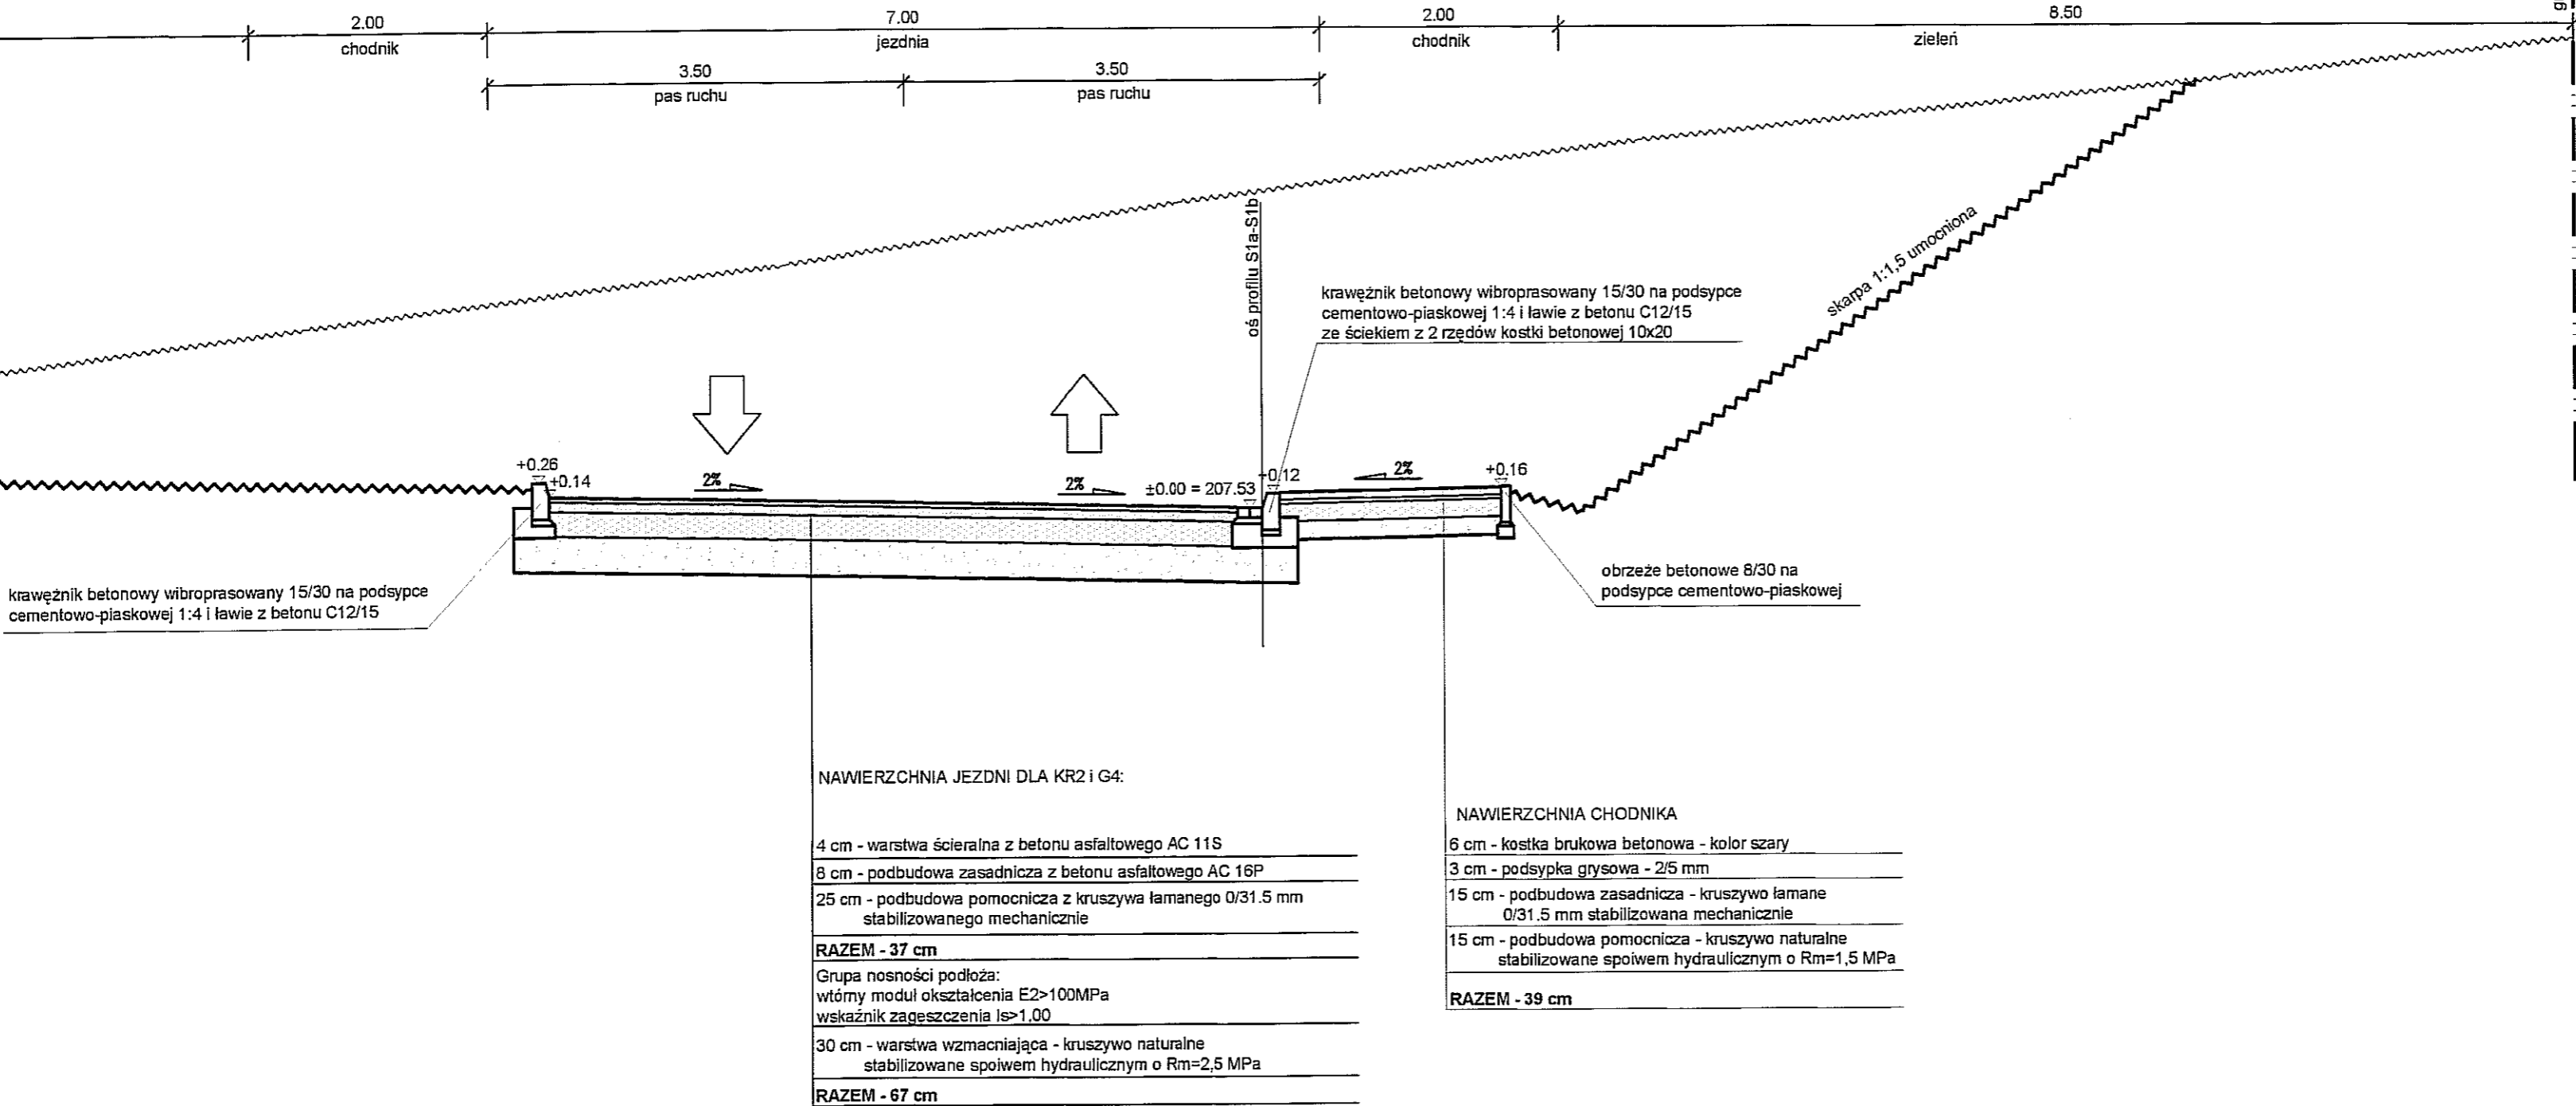 2.00
7.00
2.00
8.50
chodnik
jezdnia
chodnik
zieleń
3.50
3.50
pas ruchu
pas ruchu
oś profilu S1a-S1b
skarpa 1:1,5 umocniona
krawężnik betonowy wibroprasowany 15/30 na podsypce
cementowo-piaskowej 1:4 i ławie z betonu C12/15
ze ściekiem z 2 rzędów kostki betonowej 10x20
+0.26
+0.14
2%
2%
±0.00 = 207.53
+0.12
2%
+0.16
krawężnik betonowy wibroprasowany 15/30 na podsypce
cementowo-piaskowej 1:4 i ławie z betonu C12/15
obrzeże betonowe 8/30 na
podsypce cementowo-piaskowej
NAWIERZCHNIA JEZDNI DLA KR2 i G4:
4 cm - warstwa ścieralna z betonu asfaltowego AC 11S
8 cm - podbudowa zasadnicza z betonu asfaltowego AC 16P
25 cm - podbudowa pomocnicza z kruszywa łamanego 0/31.5 mm
stabilizowanego mechanicznie
RAZEM - 37 cm
Grupa nosności podłoża:
wtórny moduł okształcenia E2>100MPa
wskaźnik zagęszczenia Is>1,00
30 cm - warstwa wzmacniająca - kruszywo naturalne
stabilizowane spoiwem hydraulicznym o Rm=2,5 MPa
RAZEM - 67 cm
NAWIERZCHNIA CHODNIKA
6 cm - kostka brukowa betonowa - kolor szary
3 cm - podsypka grysowa - 2/5 mm
15 cm - podbudowa zasadnicza - kruszywo łamane
0/31.5 mm stabilizowana mechanicznie
15 cm - podbudowa pomocnicza - kruszywo naturalne
stabilizowane spoiwem hydraulicznym o Rm=1,5 MPa
RAZEM - 39 cm